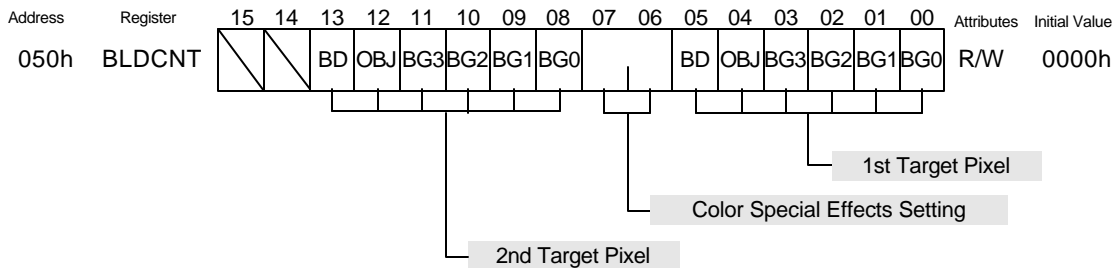 Address Register 15 14 13 12 11 10 09 08 07 06 05 04 03 02 01 00 Attributes Initial Value
050h BLDCNT BD OBJ BG3 BG2 BG1 BG0 BD OBJ BG3 BG2 BG1 BG0 R/W 0000h
1st Target Pixel
Color Special Effects Setting
2nd Target Pixel